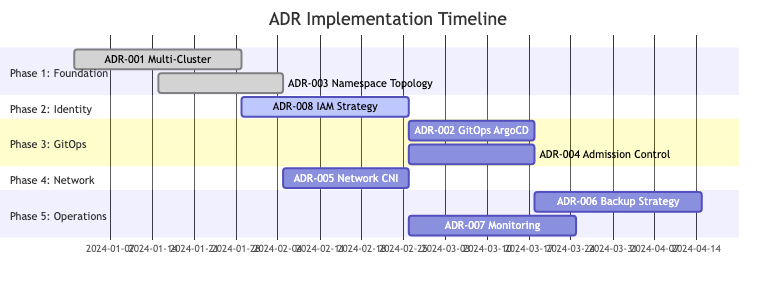 ADR Implementation Timeline
ADR-001 Multi-Cluster
Phase 1: Foundation
ADR-003 Namespace Topology
Phase 2: Identity
ADR-008 IAM Strategy
ADR-002 GitOps ArgoCD
Phase 3: GitOps
ADR-004 Admission Control
Phase 4: Network
ADR-005 Network CNI
ADR-006 Backup Strategy
Phase 5: Operations
ADR-007 Monitoring
2024-01-07 2024-01-14 2024-01-21 2024-01-28 2024-02-04 2024-02-11 2024-02-18 2024-02-25 2024-03-03 2024-03-10 2024-03-17 2024-03-24 2024-03-31 2024-04-07 2024-04-14